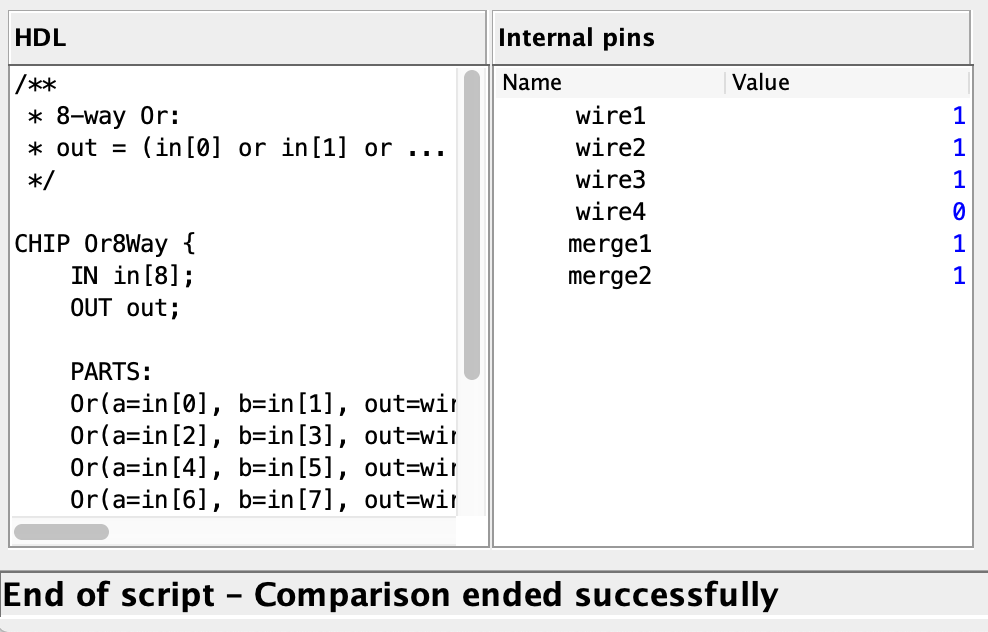 HDL
/**
 * 8-way Or:
 * out = (in[0] or in[1] or ...
 */
CHIP Or8Way {
    IN in[8];
    OUT out;
    PARTS:
    Or(a=in[0], b=in[1], out=wir
    Or(a=in[2], b=in[3], out=wir
    Or(a=in[4], b=in[5], out=wir
    Or(a=in[6], b=in[7], out=wir
Internal pins
Name Value
wire1 1
wire2 1
wire3 1
wire4 0
merge1 1
merge2 1
End of script – Comparison ended successfully